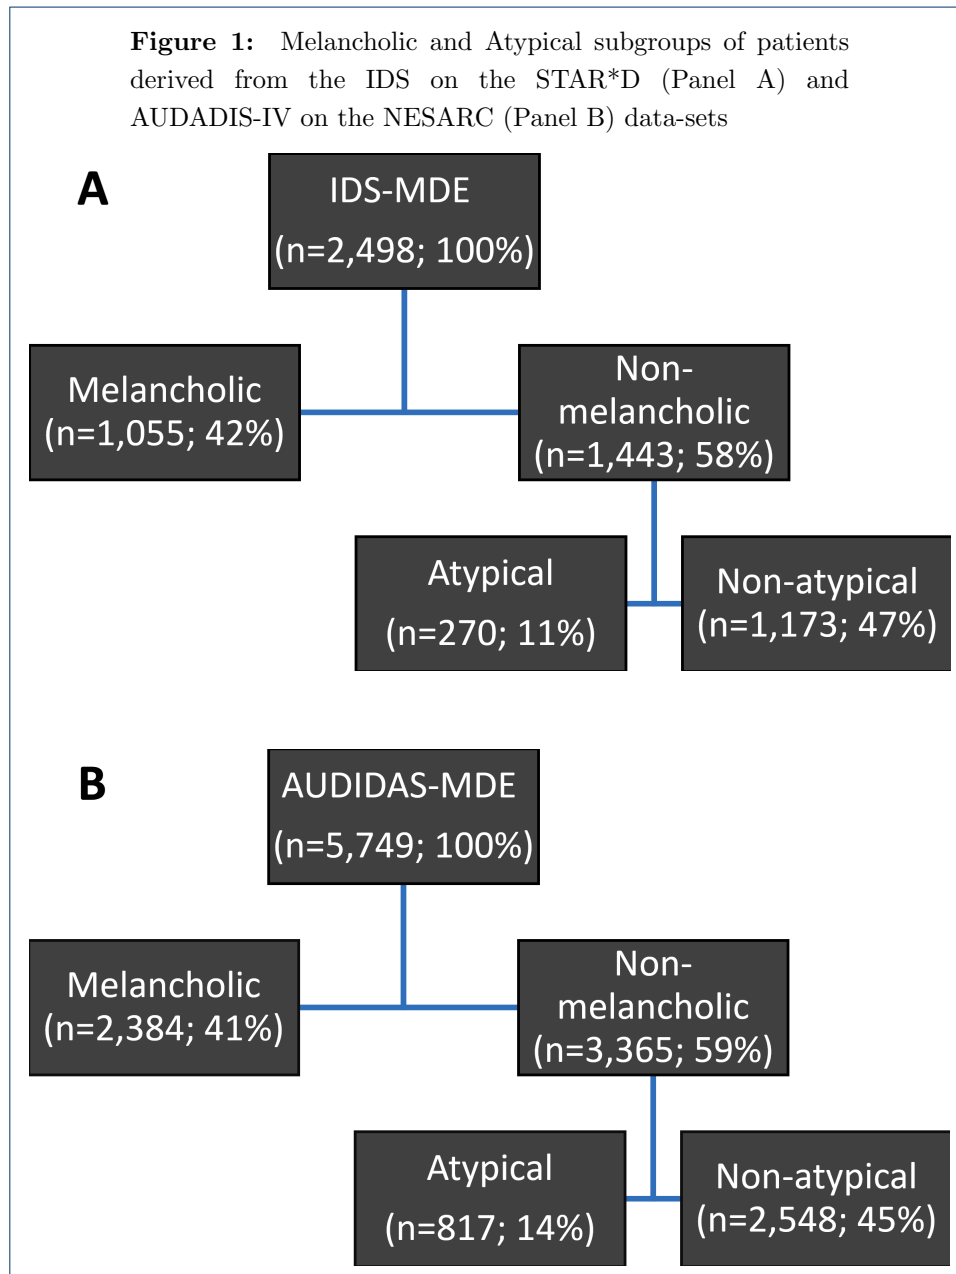 Figure 1: Melancholic and Atypical subgroups of patients
derived from the IDS on the STAR*D (Panel A) and
AUDADIS-IV on the NESARC (Panel B) data-sets
A
IDS-MDE
(n=2,498; 100%)
Melancholic
(n=1,055; 42%)
Non-
melancholic
(n=1,443; 58%)
Atypical
(n=270; 11%)
Non-atypical
(n=1,173; 47%)
B
AUDIDAS-MDE
(n=5,749; 100%)
Melancholic
(n=2,384; 41%)
Non-
melancholic
(n=3,365; 59%)
Atypical
(n=817; 14%)
Non-atypical
(n=2,548; 45%)